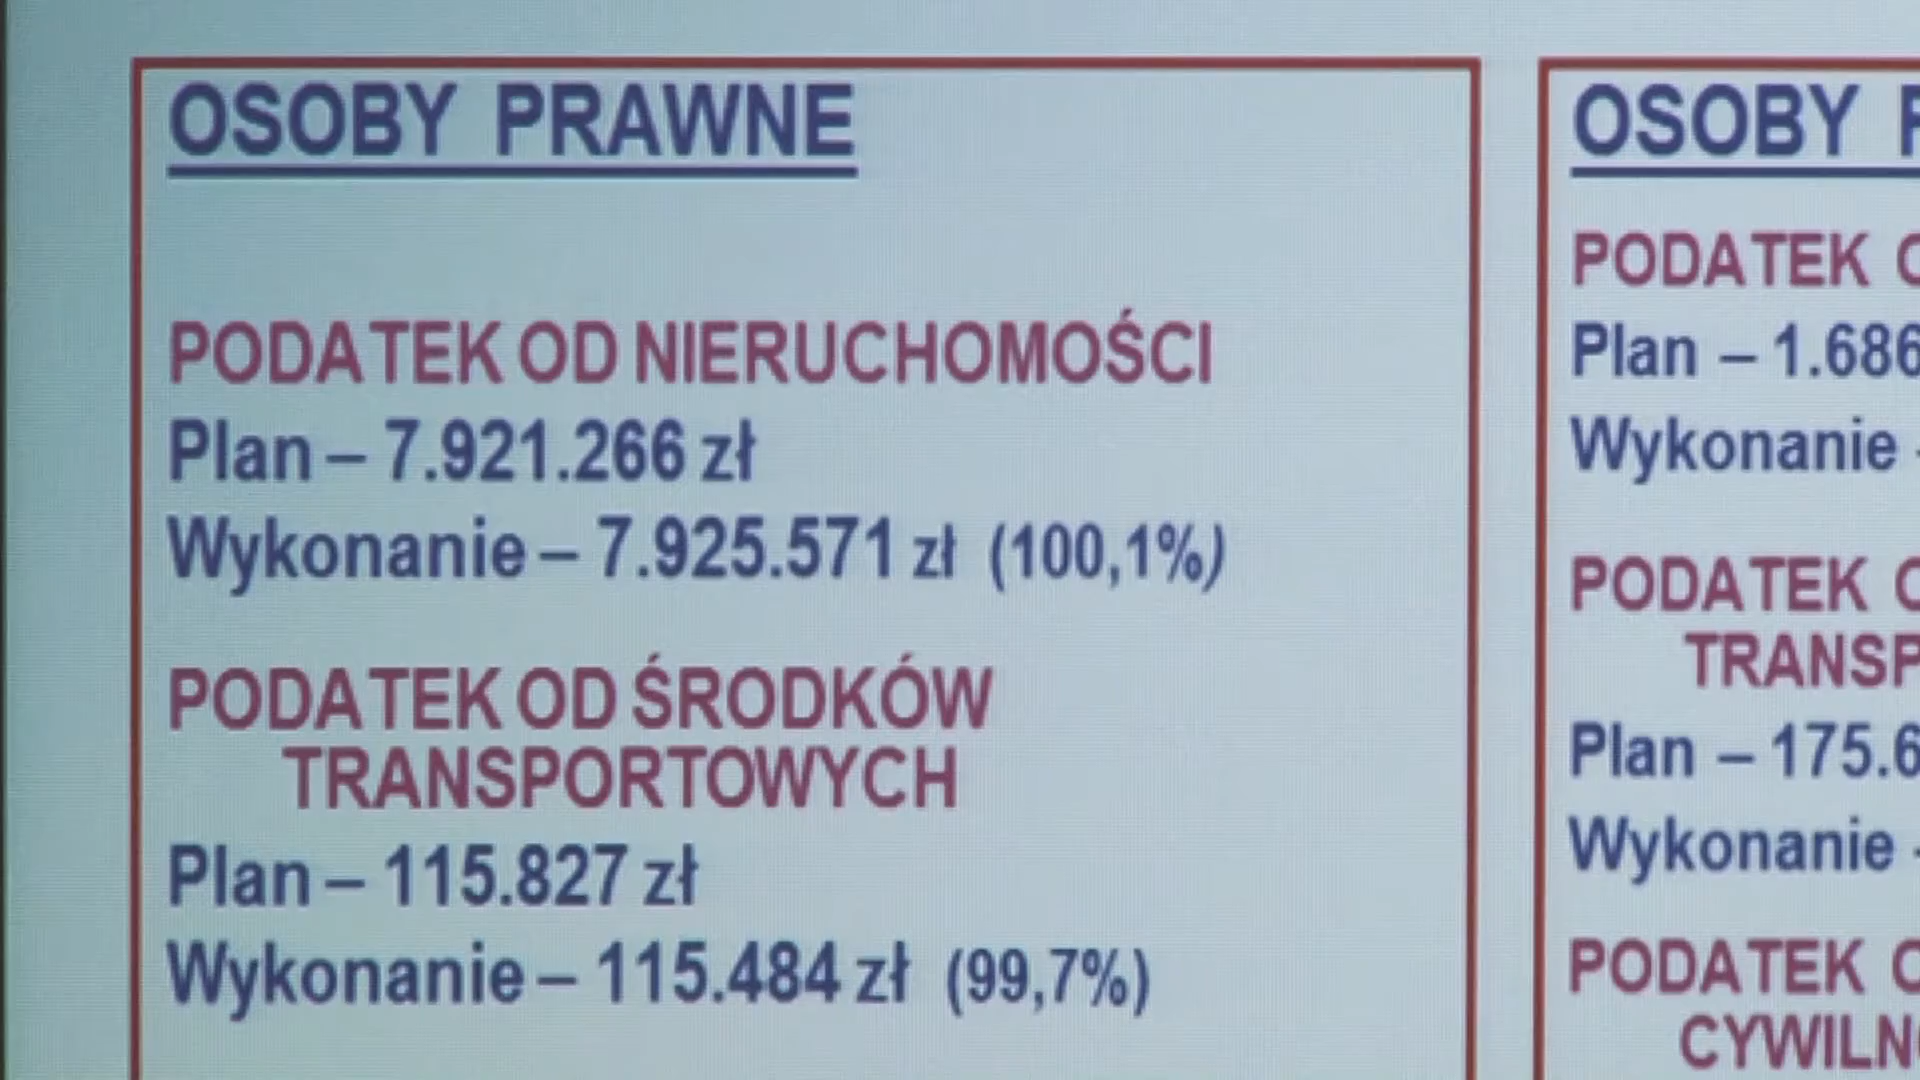 OSOBY PRAWNE
PODATEK OD NIERUCHOMOŚCI
Plan – 7.921.266 zł
Wykonanie – 7.925.571 zł (100,1%)
PODATEK OD ŚRODKÓW
TRANSPORTOWYCH
Plan – 115.827 zł
Wykonanie – 115.484 zł (99,7%)
OSOBY
PODATEK
Plan – 1.686
Wykonanie -
PODATEK
TRANSP
Plan – 175.6
Wykonanie -
PODATEK
CYWILN